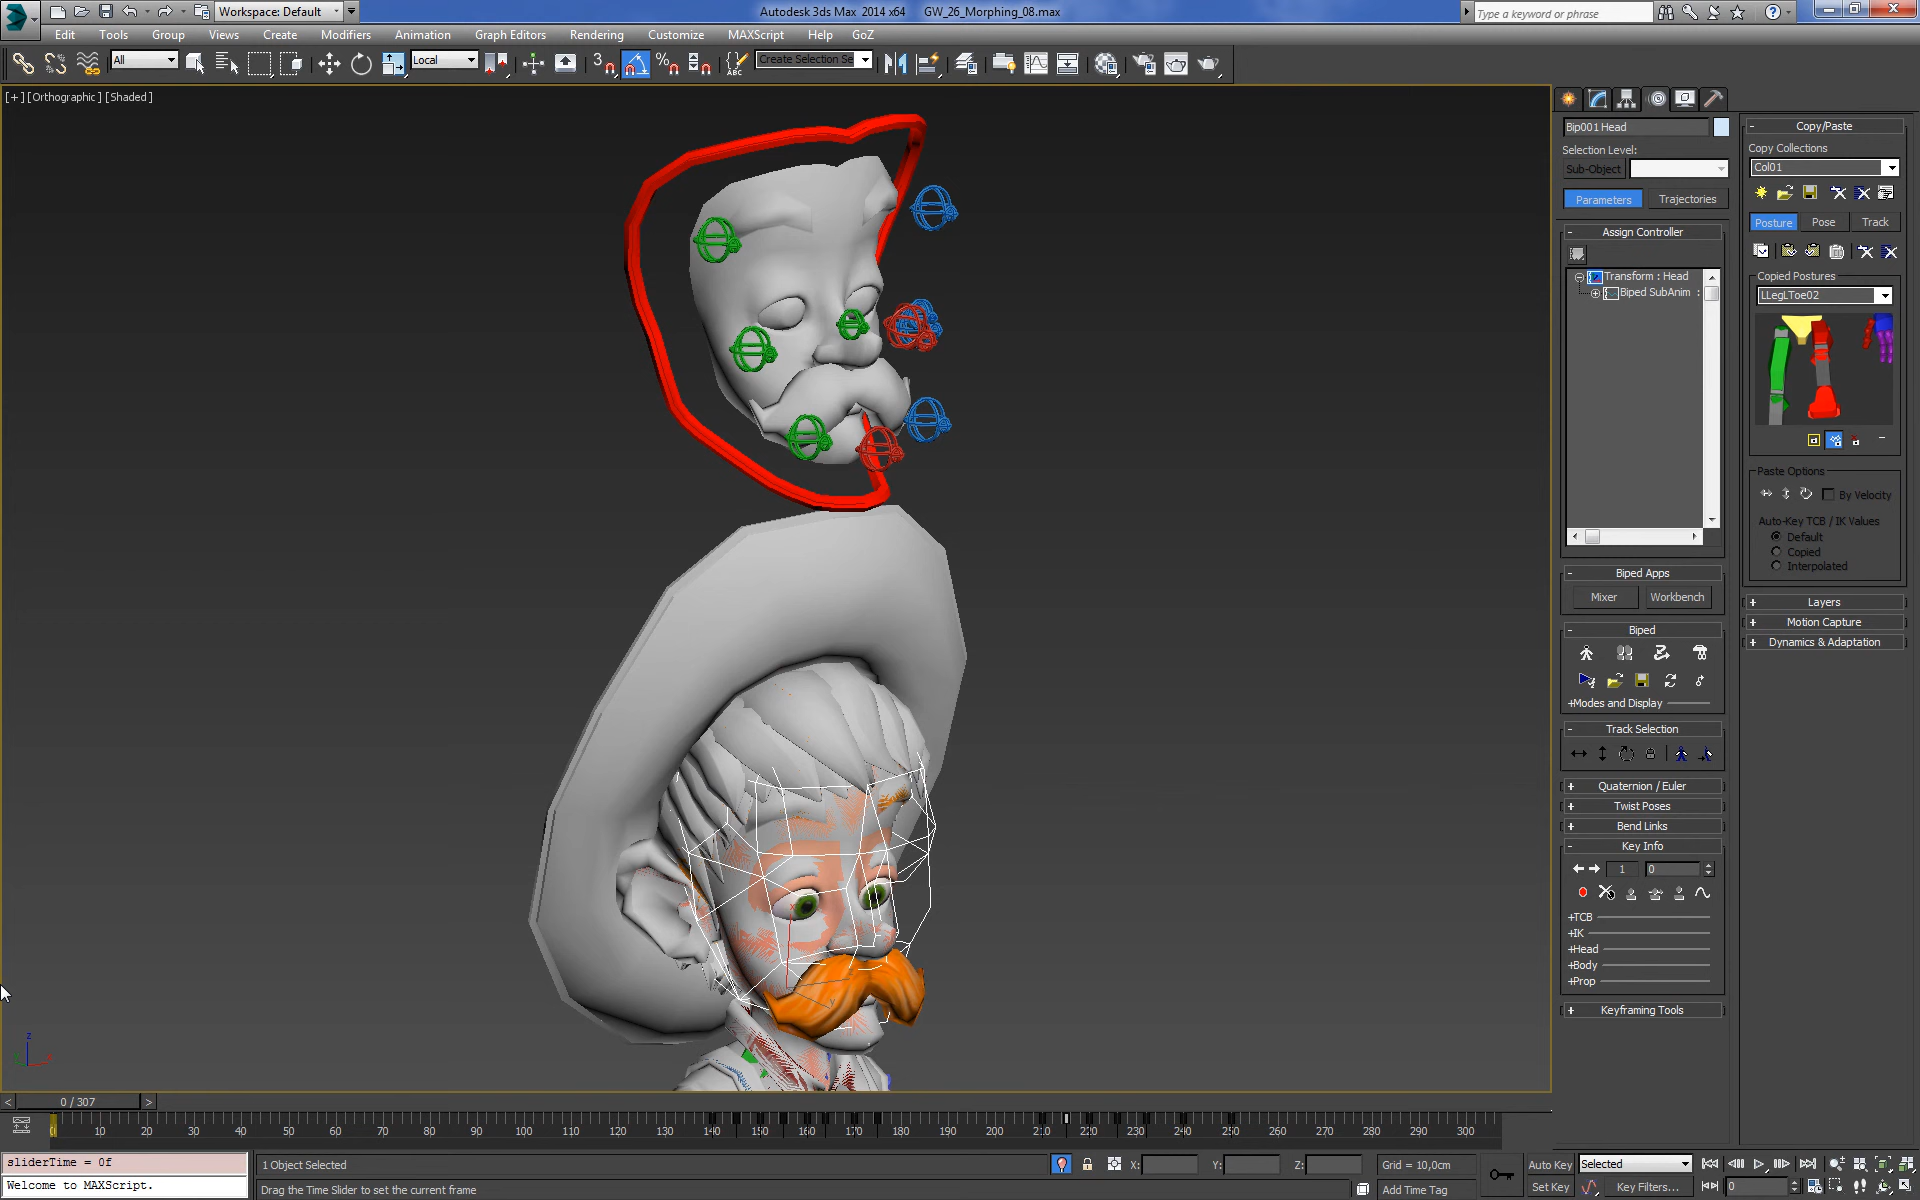 Workspace: Default
Autodesk 3ds Max 2014 x64 GW_26_Morphing_08.max
Type a keyword or phrase
Edit Tools Group Views Create Modifiers Animation Graph Editors Rendering Customize MAXScript Help GoZ
All
Local
3
Create Selection Se
ABC
[+] [Orthographic] [Shaded]
Bip001 Head
Selection Level:
Sub-Object
Parameters Trajectories
Assign Controller
Transform : Head
Biped SubAnim :
Biped Apps
Mixer Workbench
Biped
+Modes and Display
Track Selection
Quaternion / Euler
Twist Poses
Bend Links
Key Info
1 0
+TCB
+IK
+Head
+Body
+Prop
Keyframing Tools
Copy/Paste
Copy Collections
Col01
Posture Pose Track
Copied Postures
LLegLToe02
Paste Options
By Velocity
Auto-Key TCB / IK Values
Default
Copied
Interpolated
Layers
Motion Capture
Dynamics & Adaptation
z
< 0 / 307 >
10 20 30 40 50 60 70 80 90 100 110 120 130 140 150 160 170 180 190 200 210 220 230 240 250 260 270 280 290 300
sliderTime = 0f
Welcome to MAXScript.
1 Object Selected
Drag the Time Slider to set the current frame
X: Y: Z:
Grid = 10,0cm
Add Time Tag
Auto Key Selected
Set Key Key Filters...
0